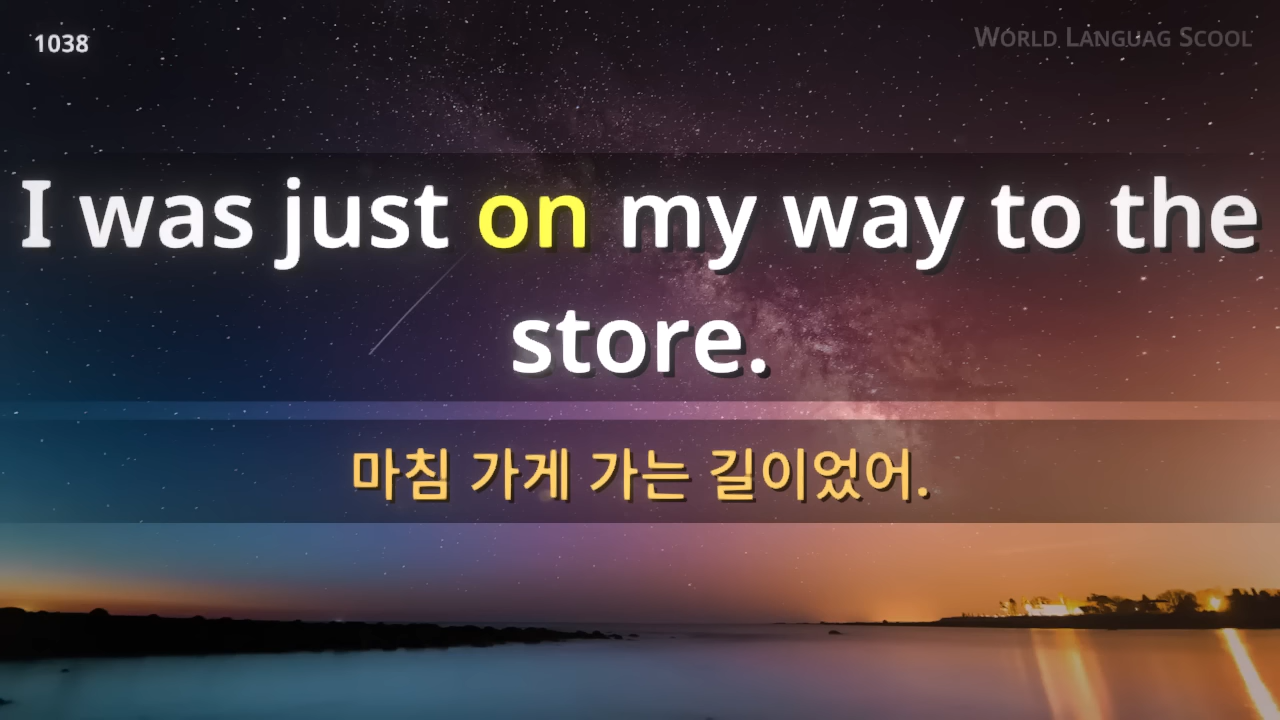 1038
World Languag Scool
I was just on my way to the
store.
마침 가게 가는 길이었어.